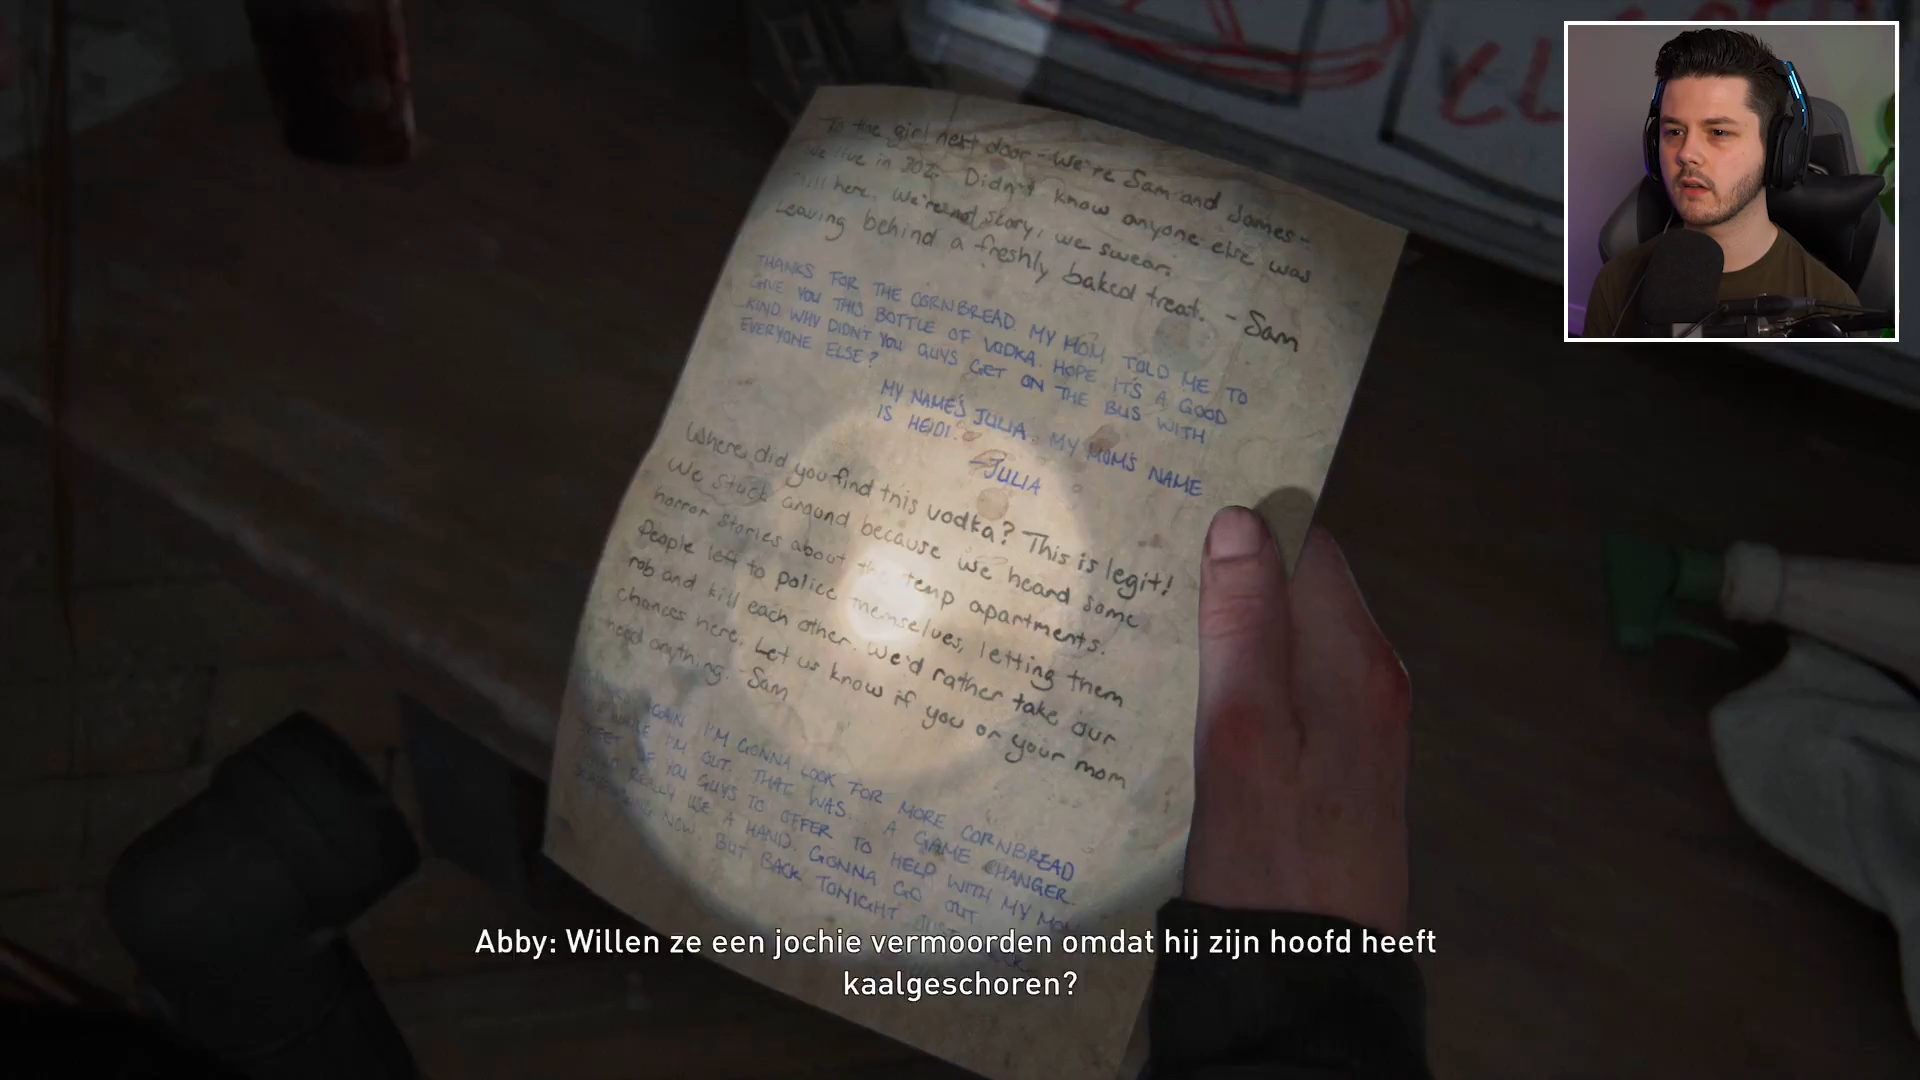 To the girl next door - We're Sam and James -
We live in 302. Didn't know anyone else was
still here. We're not scary, we swear.
Leaving behind a freshly baked treat. - Sam
THANKS FOR THE CORNBREAD. MY MOM TOLD ME TO
GIVE YOU THIS BOTTLE OF VODKA. HOPE IT'S A GOOD
KIND. WHY DIDN'T YOU GUYS GET ON THE BUS WITH
EVERYONE ELSE?
MY NAME'S JULIA. MY MOM'S NAME
IS HEIDI.
-JULIA
Where did you find this vodka? This is legit!
We stuck around because we heard some
horror stories about the temp apartments.
People left to police themselves, letting them
rob and kill each other. We'd rather take our
chances here. Let us know if you or your mom
need anything. -Sam
AGAIN. I'M GONNA LOOK FOR MORE CORNBREAD
WHILE I'M OUT. THAT WAS... A GAME CHANGER.
SWEET OF YOU GUYS TO OFFER TO HELP WITH MY MOM
REALLY USE A HAND. GONNA GO OUT
NOW, BUT BACK TONIGHT
Abby: Willen ze een jochie vermoorden omdat hij zijn hoofd heeft
kaalgeschoren?